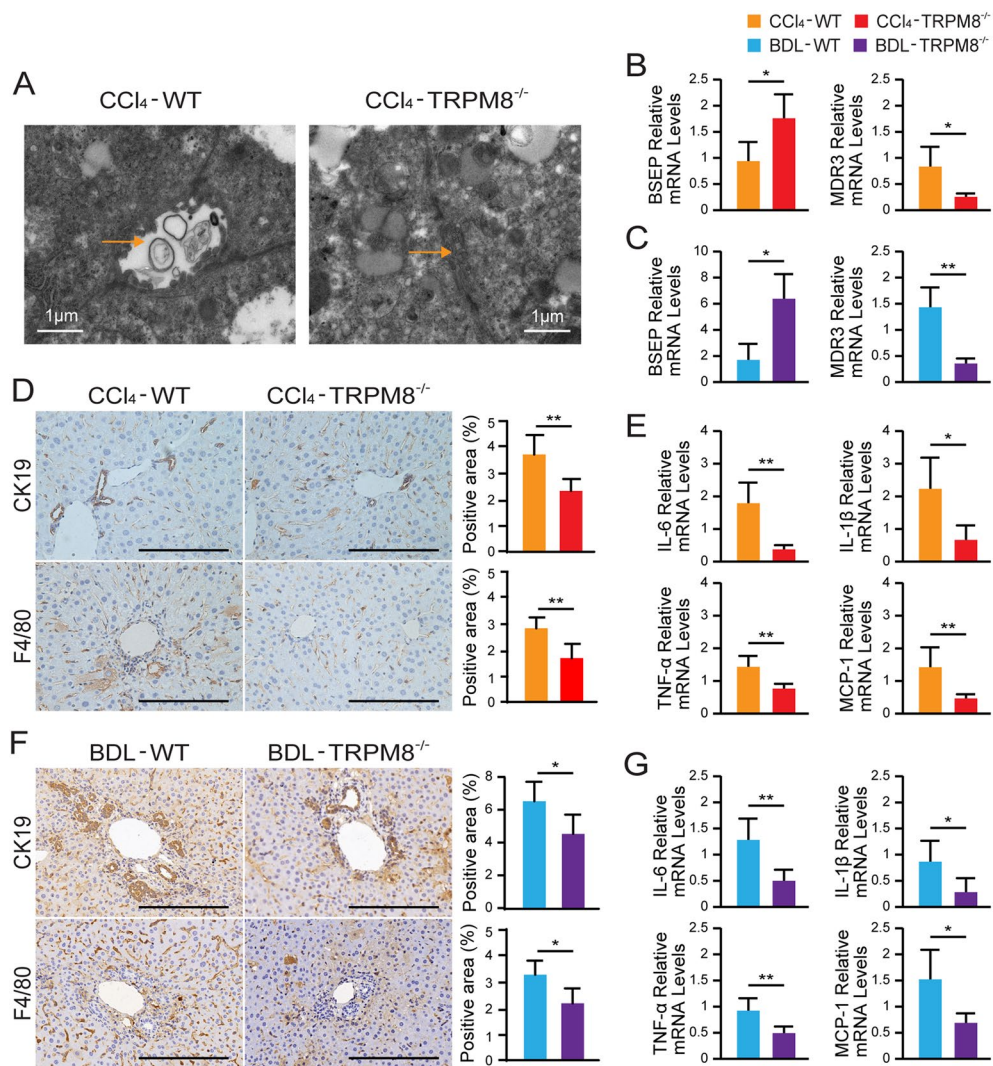 CCl₄-WT CCl₄-TRPM8⁻/⁻
BDL-WT BDL-TRPM8⁻/⁻
A
CCl₄-WT CCl₄-TRPM8⁻/⁻
1μm 1μm
B
BSEP Relative
mRNA Levels
2.5
2
1.5
1
0.5
0
*
MDR3 Relative
mRNA Levels
2.5
2
1.5
1
0.5
0
*
C
BSEP Relative
mRNA Levels
10
8
6
4
2
0
*
MDR3 Relative
mRNA Levels
2.5
2
1.5
1
0.5
0
**
D
CCl₄-WT CCl₄-TRPM8⁻/⁻
CK19
Positive area (%)
5
4
3
2
1
0
**
F4/80
Positive area (%)
5
4
3
2
1
0
**
E
IL-6 Relative
mRNA Levels
4
3
2
1
0
**
IL-1β Relative
mRNA Levels
4
3
2
1
0
*
TNF-α Relative
mRNA Levels
4
3
2
1
0
**
MCP-1 Relative
mRNA Levels
4
3
2
1
0
**
F
BDL-WT BDL-TRPM8⁻/⁻
CK19
Positive area (%)
8
6
4
2
0
*
F4/80
Positive area (%)
5
4
3
2
1
0
*
G
IL-6 Relative
mRNA Levels
2.5
2
1.5
1
0.5
0
**
IL-1β Relative
mRNA Levels
2.5
2
1.5
1
0.5
0
*
TNF-α Relative
mRNA Levels
2.5
2
1.5
1
0.5
0
**
MCP-1 Relative
mRNA Levels
2.5
2
1.5
1
0.5
0
*